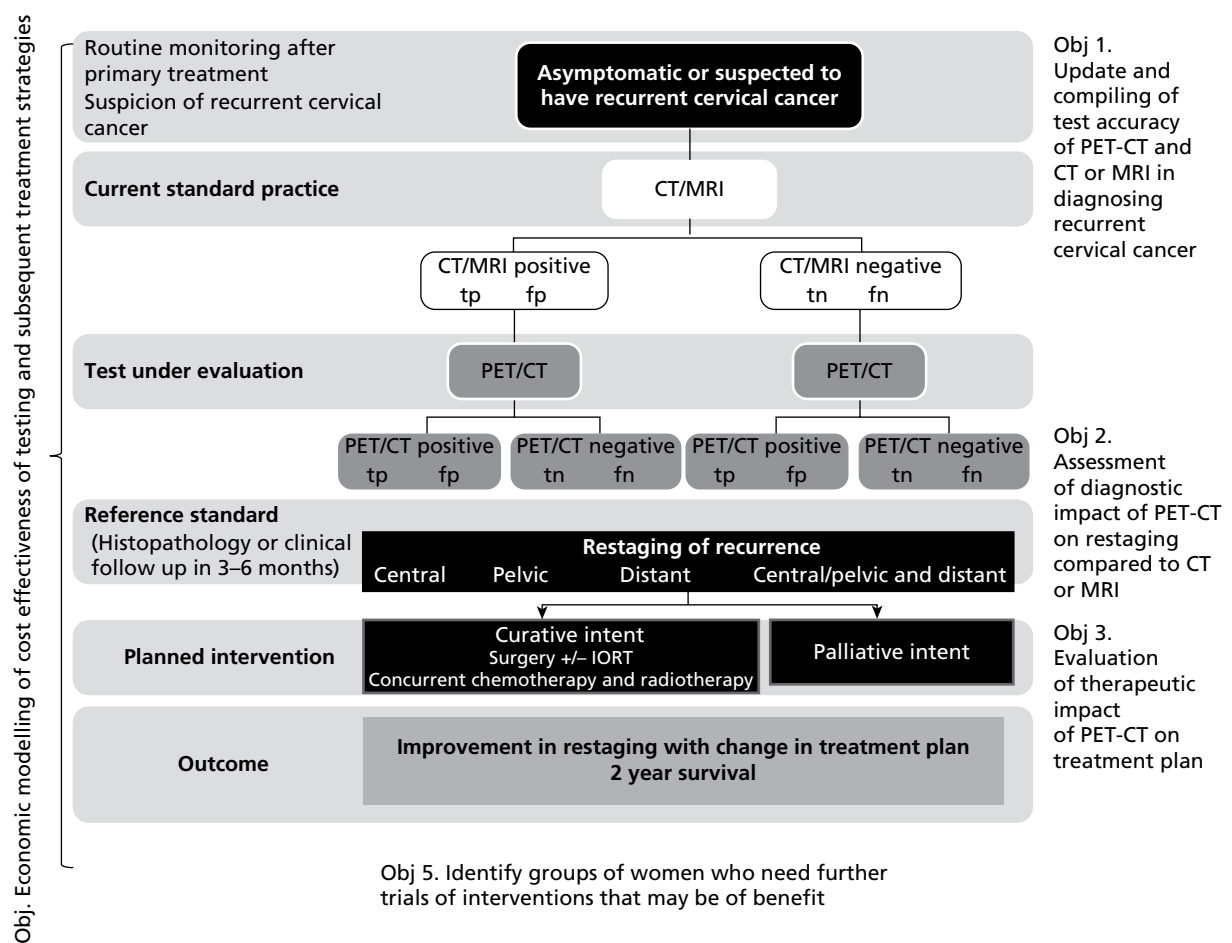 Obj. Economic modelling of cost effectiveness of testing and subsequent treatment strategies
Routine monitoring after
primary treatment
Suspicion of recurrent cervical
cancer
Asymptomatic or suspected to
have recurrent cervical cancer
Obj 1.
Update and
compiling of
test accuracy
of PET-CT and
CT or MRI in
diagnosing
recurrent
cervical cancer
Current standard practice
CT/MRI
CT/MRI positive
tp fp
CT/MRI negative
tn fn
Test under evaluation
PET/CT
PET/CT
PET/CT positive
tp fp
PET/CT negative
tn fn
PET/CT positive
tp fp
PET/CT negative
tn fn
Obj 2.
Assessment
of diagnostic
impact of PET-CT
on restaging
compared to CT
or MRI
Reference standard
(Histopathology or clinical
follow up in 3–6 months)
Restaging of recurrence
Central Pelvic Distant Central/pelvic and distant
Planned intervention
Curative intent
Surgery +/– IORT
Concurrent chemotherapy and radiotherapy
Palliative intent
Obj 3.
Evaluation
of therapeutic
impact
of PET-CT on
treatment plan
Outcome
Improvement in restaging with change in treatment plan
2 year survival
Obj 5. Identify groups of women who need further
trials of interventions that may be of benefit